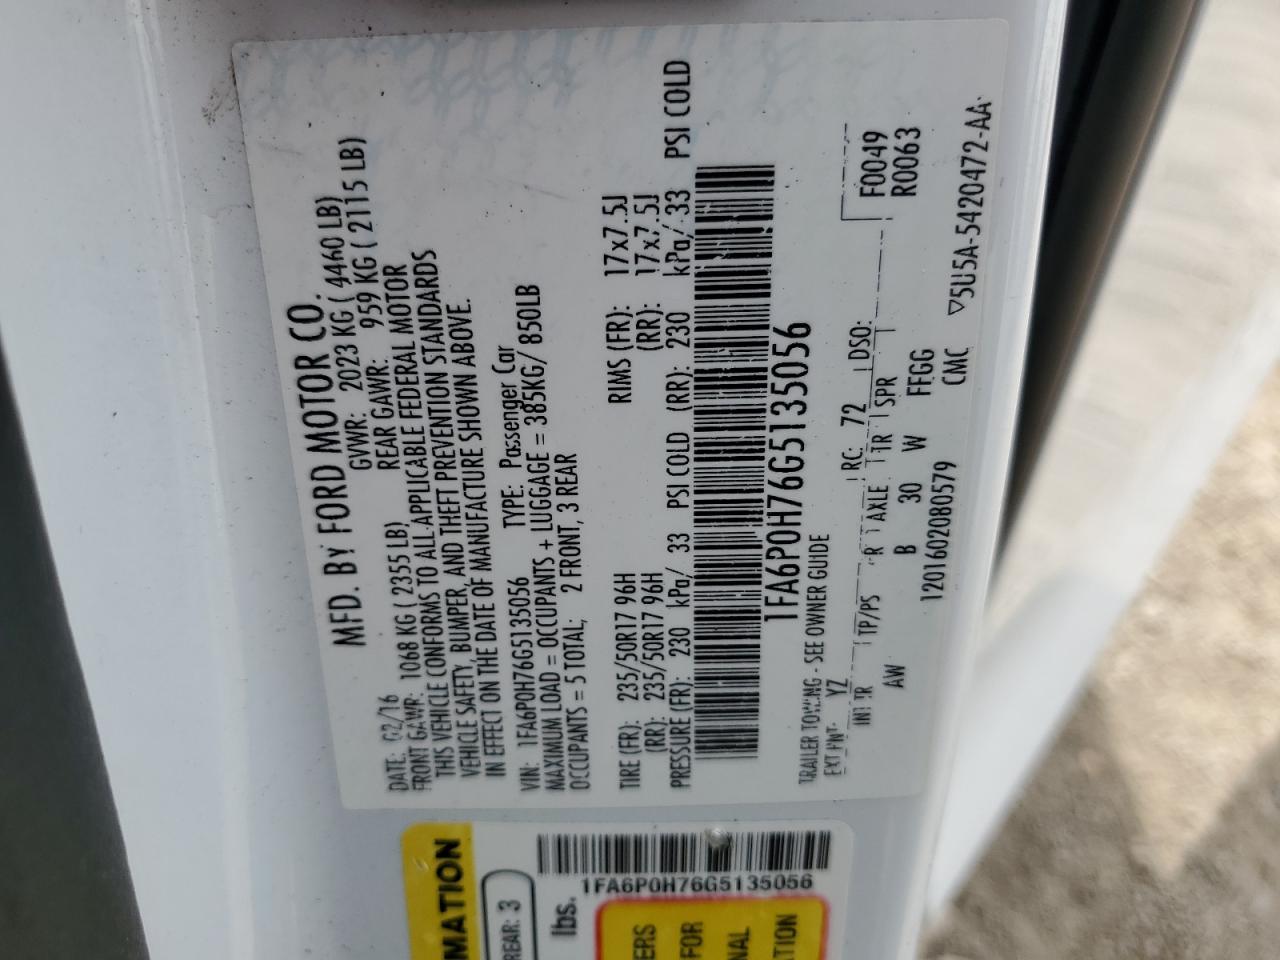 MFD. BY FORD MOTOR CO.
DATE: 02/16 GVWR: 2023 KG ( 4460 LB)
FRONT GAWR: 1068 KG ( 2355 LB) REAR GAWR: 959 KG ( 2115 LB)
THIS VEHICLE CONFORMS TO ALL APPLICABLE FEDERAL MOTOR
VEHICLE SAFETY, BUMPER, AND THEFT PREVENTION STANDARDS
IN EFFECT ON THE DATE OF MANUFACTURE SHOWN ABOVE.
VIN: 1FA6P0H76G5135056 TYPE: Passenger Car
MAXIMUM LOAD = OCCUPANTS + LUGGAGE = 385KG/ 850LB
OCCUPANTS = 5 TOTAL; 2 FRONT, 3 REAR
TIRE (FR): 235/50R17 96H RIMS (FR): 17x7.5J
(RR): 235/50R17 96H (RR): 17x7.5J
PRESSURE (FR): 230 kPa/ 33 PSI COLD (RR): 230 kPa/ 33 PSI COLD
1FA6P0H76G5135056
TRAILER TOWING - SEE OWNER GUIDE
EXT PNT: YZ RC: 72 DSO: F0049
R0063
INT TR TP/PS R AXLE TR SPR
AW B 30 W FFGG
1201602080579 CMC ▽5U5A-5420472-AA
MATION
REAR: 3
1FA6P0H76G5135056
lbs.
ERS
FOR
NAL
TION